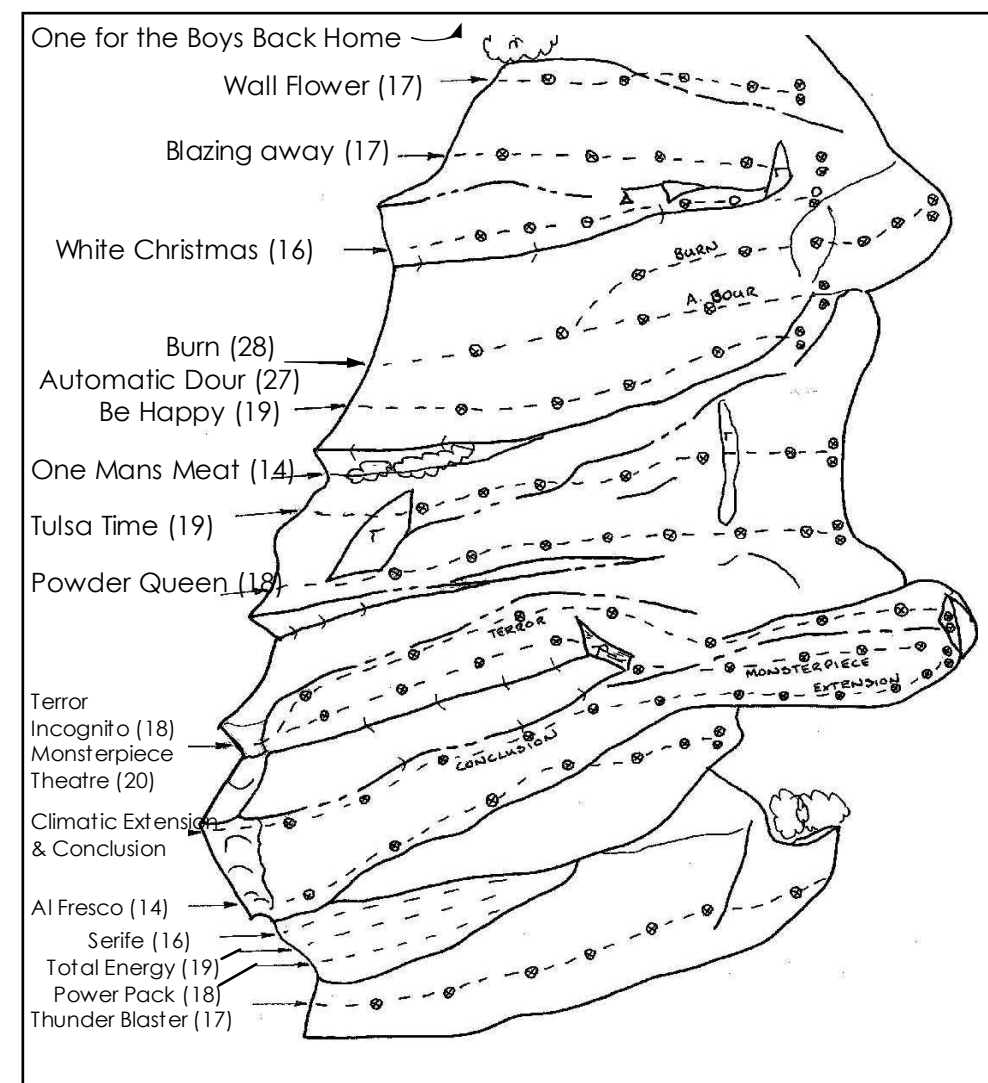 One for the Boys Back Home
Wall Flower (17)
Blazing away (17)
White Christmas (16)
BURN
A. BOUR
Burn (28)
Automatic Dour (27)
Be Happy (19)
One Mans Meat (14)
Tulsa Time (19)
Powder Queen (18
TERROR
MONSTERPIECE
EXTENSION
Terror
Incognito (18)
Monsterpiece
Theatre (20)
CONCLUSION
Climatic Extension
& Conclusion
Al Fresco (14)
Serife (16)
Total Energy (19)
Power Pack (18)
Thunder Blaster (17)